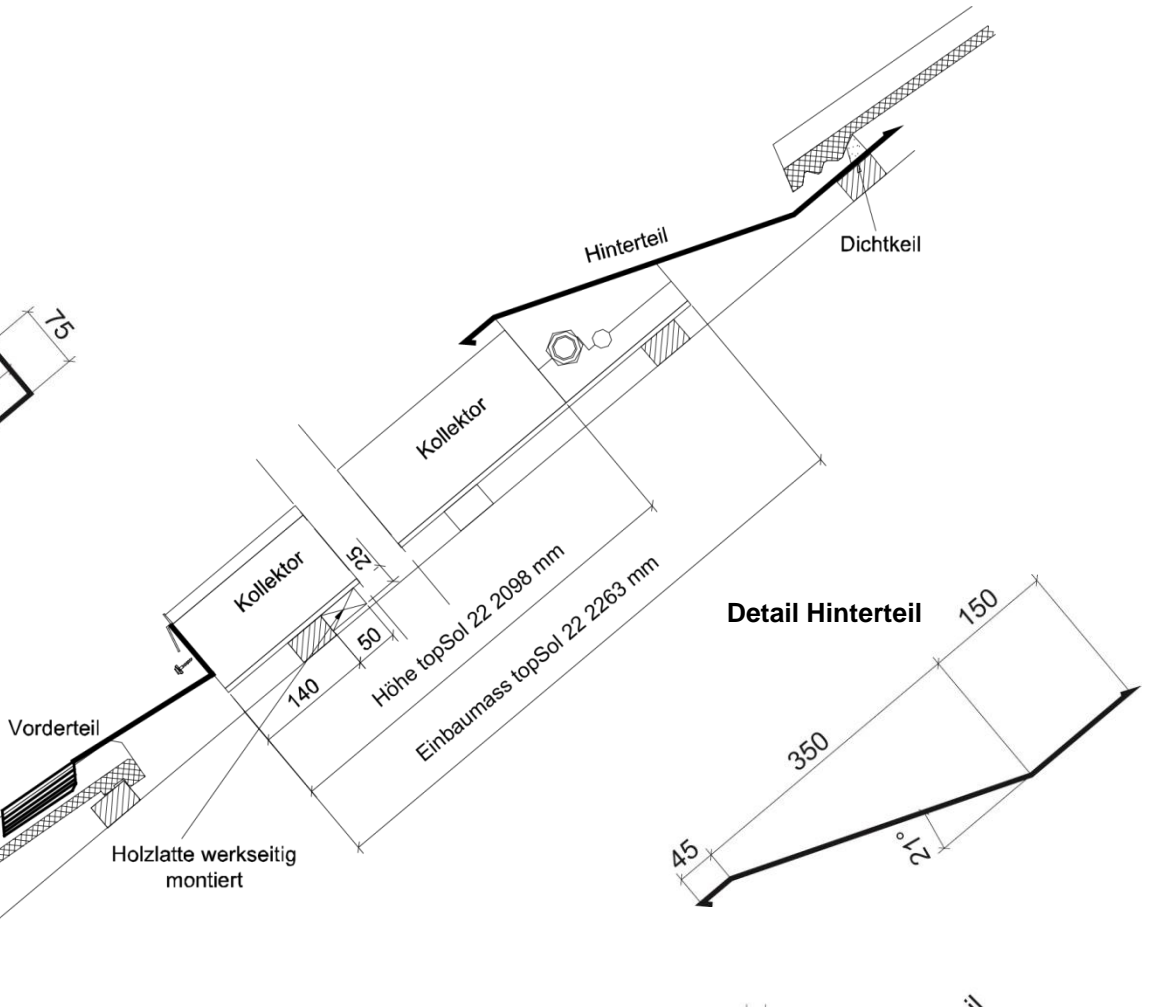 75
Hinterteil
Dichtkeil
Kollektor
Kollektor
25
50
140
Höhe topSol 22 2098 mm
Einbaumass topSol 22 2263 mm
Vorderteil
Holzlatte werkseitig
montiert
Detail Hinterteil
150
350
45
21°